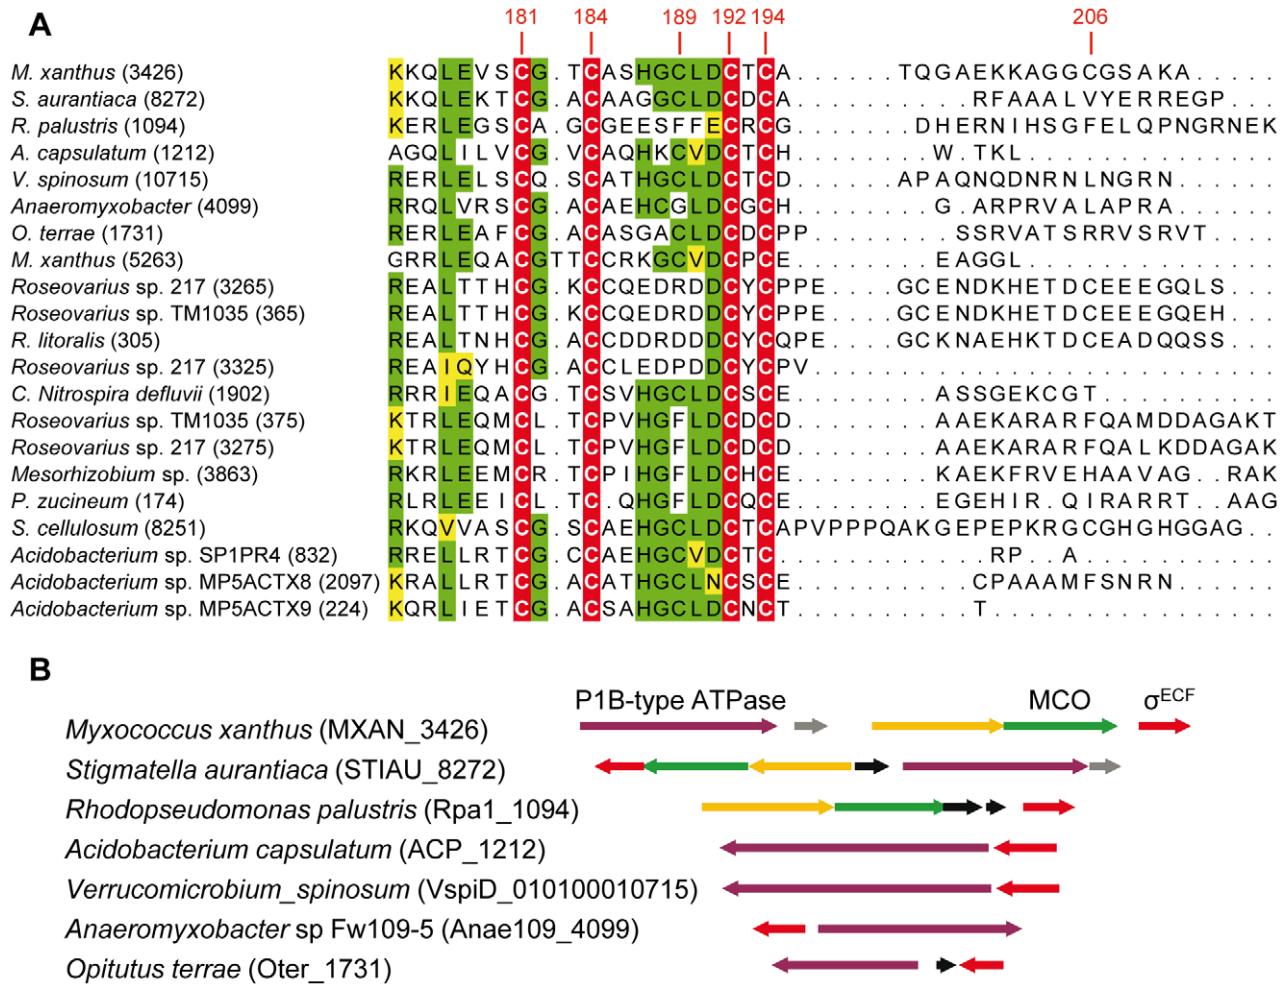 A
181 184 189 192 194 206
M. xanthus (3426) KKQLEVSCG.TCASHGCLDCTCA.......TQGAEKKAGGCGSAKA.....
S. aurantiaca (8272) KKQLEKTCG.ACAAGGCLDCDCA...........RFAAALVYERREGP...
R. palustris (1094) KERLEGSCA.GCGEESFFECRCG........DHERNIHSGFELQPNGRNEK
A. capsulatum (1212) AGQLILVCG.VCAQHKCVDCTCH.........W.TKL...............
V. spinosum (10715) RERLELSCQ.SCATHGCLDCTCD.......APAQNQDNRNLNGRN......
Anaeromyxobacter (4099) RRQLVRSCG.ACAEHCGLDCGCH.........G.ARPRVALAPRA......
O. terrae (1731) RERLEAFCG.ACASGACLDCDCPP.........SSRVATSRRVSRVT....
M. xanthus (5263) GRRLEQACGTTCCRKGCVDCPCE.........EAGGL...............
Roseovarius sp. 217 (3265) REALTTHCG.KCCQEDRDDCYCPPE....GCENDKHETDCEEEGQLS...
Roseovarius sp. TM1035 (365) REALTTHCG.KCCQEDRDDCYCPPE....GCENDKHETDCEEEGQEH...
R. litoralis (305) REALTNHCG.ACCDDRDDDCYCQPE....GCKNAEHKTDCEADQQSS...
Roseovarius sp. 217 (3325) REAIQYHCG.ACCLEDPDDCYCPV...........................
C. Nitrospira defluvii (1902) RRRIEQACG.TCSVHGCLDCSCE.........ASSGEKCGT..........
Roseovarius sp. TM1035 (375) KTRLEQMCL.TCPVHGFLDCDCD.........AAEKARARFQAMDDAGAKT
Roseovarius sp. 217 (3275) KTRLEQMCL.TCPVHGFLDCDCD.........AAEKARARFQALKDDAGAK
Mesorhizobium sp. (3863) RKRLEEMCR.TCPIHGFLDCHCE.........KAEKFRVEHAAVAG..RAK
P. zucineum (174) RLRLEEICL.TC.QHGFLDCQCE.........EGEHIR.QIRARRT..AAG
S. cellulosum (8251) RKQVVASCG.SCAEHGCLDCTCAPVPPPQAKGEPEPKRGCGHGHGGAG..
Acidobacterium sp. SP1PR4 (832) RRELLRTCG.CCAEHGCVDCTC.............RP..A............
Acidobacterium sp. MP5ACTX8 (2097) KRALLRTCG.ACATHGCLNCSCE...........CPAAAMFSNRN......
Acidobacterium sp. MP5ACTX9 (224) KQRLIETCG.ACSAHGCLDCNCT...........T.................
B
P1B-type ATPase MCO σECF
Myxococcus xanthus (MXAN_3426)
Stigmatella aurantiaca (STIAU_8272)
Rhodopseudomonas palustris (Rpa1_1094)
Acidobacterium capsulatum (ACP_1212)
Verrucomicrobium_spinosum (VspiD_010100010715)
Anaeromyxobacter sp Fw109-5 (Anae109_4099)
Opitutus terrae (Oter_1731)